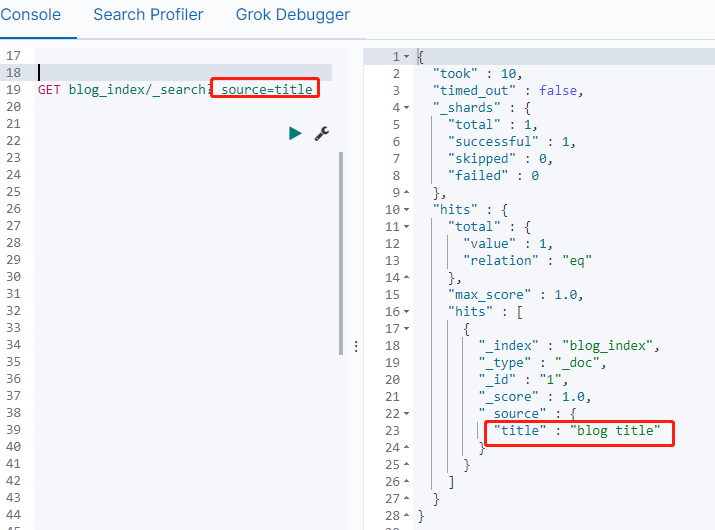 Console Search Profiler Grok Debugger
17
18
19 GET blog_index/_search?_source=title
20
21
22
23
24
25
26
27
28
29
30
31
32
33
34
35
36
37
38
39
40
41
42
43
44
1 {
2 "took" : 10,
3 "timed_out" : false,
4 "_shards" : {
5 "total" : 1,
6 "successful" : 1,
7 "skipped" : 0,
8 "failed" : 0
9 },
10 "hits" : {
11 "total" : {
12 "value" : 1,
13 "relation" : "eq"
14 },
15 "max_score" : 1.0,
16 "hits" : [
17 {
18 "_index" : "blog_index",
19 "_type" : "_doc",
20 "_id" : "1",
21 "_score" : 1.0,
22 "_source" : {
23 "title" : "blog title"
24 }
25 }
26 ]
27 }
28 }